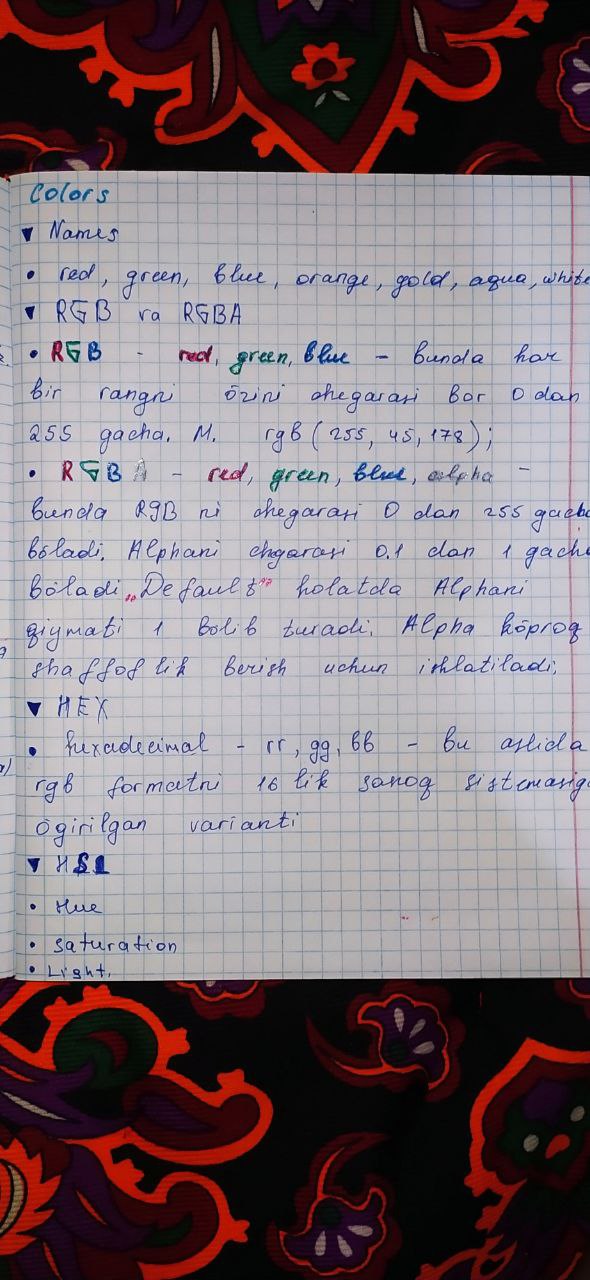 Colors
▼ Names
• red, green, blue, orange, gold, aqua, white
▼ RGB va RGBA
• RGB - red, green, blue - bunda har
bir rangni özini chegarasi bor 0 dan
255 gacha. M. rgb (255, 45, 178);
• RGBA - red, green, blue, alpha -
bunda RgB ni chegarasi 0 dan 255 gacha
böladi. Alphani chgarasi 0.1 dan 1 gacha
böladi „Default" holatda Alphani
qiymati 1 bolib turadi. Alpha köproq
shaffoflik berish uchun ishlatiladi.
▼ HEX
• hexadecimal - rr, gg, bb - bu aslida
rgb formatni 16 lik sanoq sistemasiga
ögirilgan varianti
▼ HSL
• Hue
• saturation
• Light.